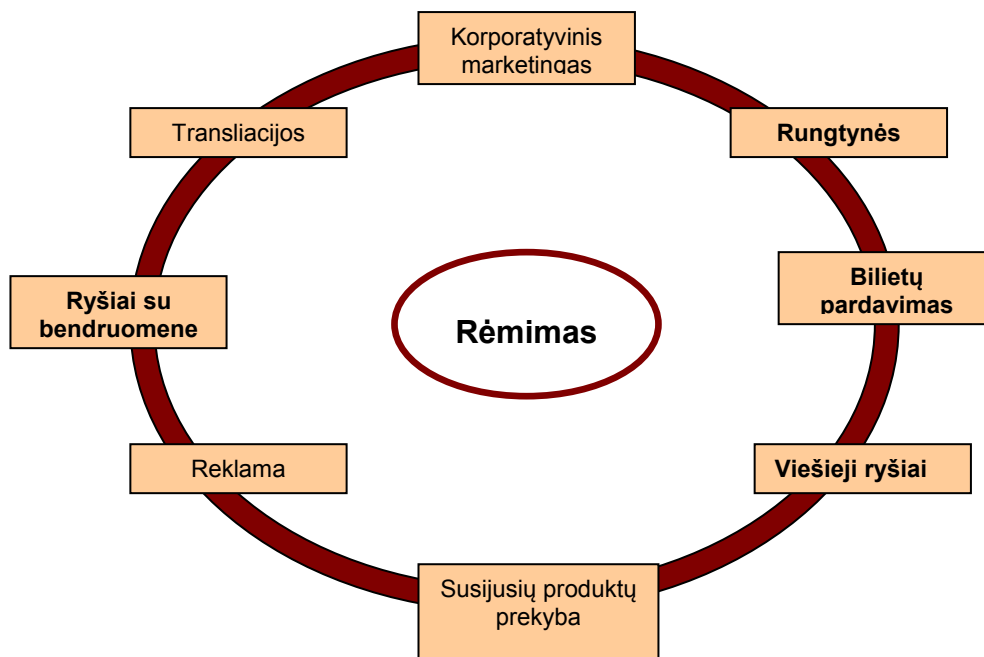 Korporatyvinis
marketingas
Transliacijos
Rungtynės
Ryšiai su
bendruomene
Rėmimas
Bilietų
pardavimas
Reklama
Viešieji ryšiai
Susijusių produktų
prekyba